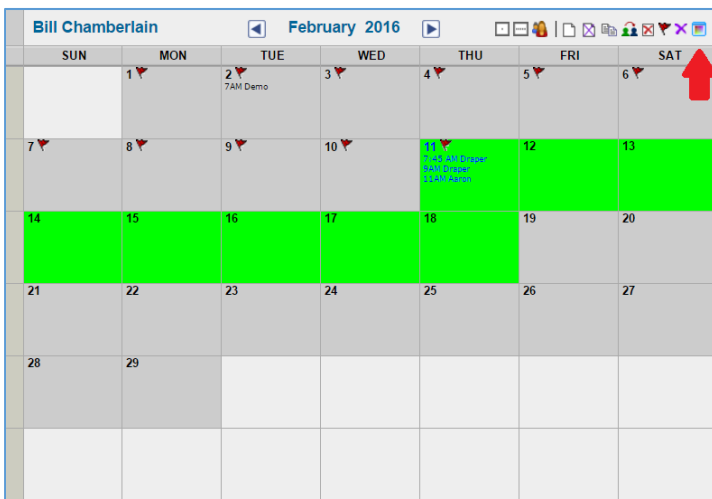 Bill Chamberlain February 2016
SUN MON TUE WED THU FRI SAT
1 2 3 4 5 6
7AM Demo
7 8 9 10 11 12 13
7:45 AM Draper
9AM Draper
11AM Aaron
14 15 16 17 18 19 20
21 22 23 24 25 26 27
28 29